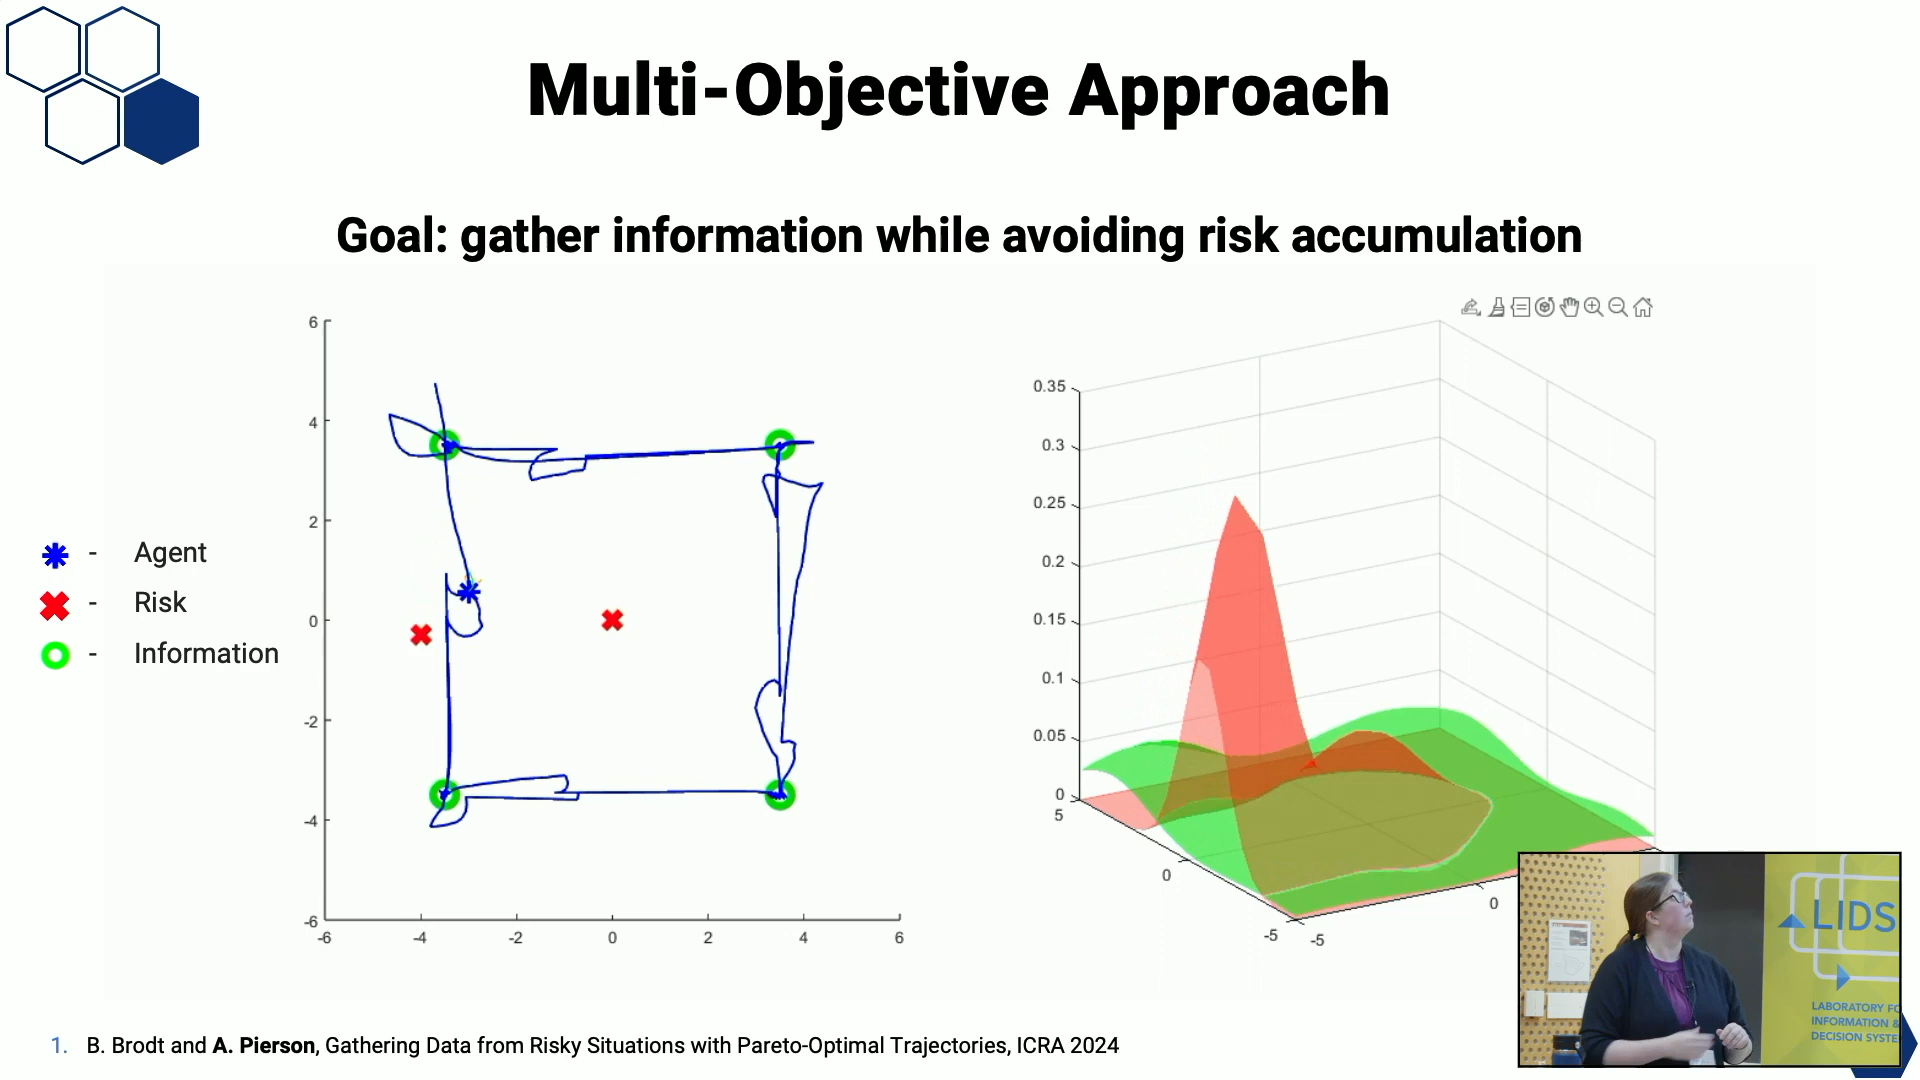 Multi-Objective Approach
Goal: gather information while avoiding risk accumulation
6
4
2
0
-2
-4
-6
-6
-4
-2
0
2
4
6
- Agent
- Risk
- Information
0.35
0.3
0.25
0.2
0.15
0.1
0.05
0
5
0
-5
-5
0
LIDS
LABORATORY FO
INFORMATION &
DECISION SYSTE
1. B. Brodt and A. Pierson, Gathering Data from Risky Situations with Pareto-Optimal Trajectories, ICRA 2024